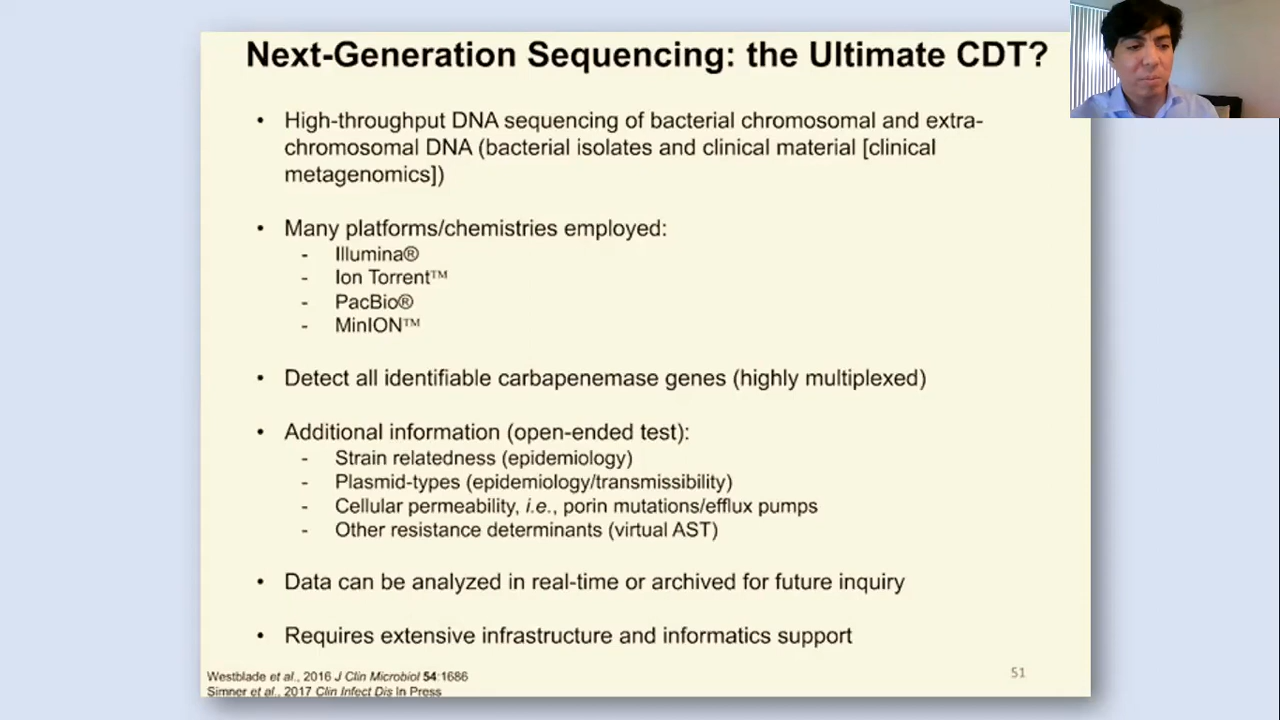 Next-Generation Sequencing: the Ultimate CDT?
• High-throughput DNA sequencing of bacterial chromosomal and extra-
chromosomal DNA (bacterial isolates and clinical material [clinical
metagenomics])
• Many platforms/chemistries employed:
- Illumina®
- Ion Torrent™
- PacBio®
- MinION™
• Detect all identifiable carbapenemase genes (highly multiplexed)
• Additional information (open-ended test):
- Strain relatedness (epidemiology)
- Plasmid-types (epidemiology/transmissibility)
- Cellular permeability, i.e., porin mutations/efflux pumps
- Other resistance determinants (virtual AST)
• Data can be analyzed in real-time or archived for future inquiry
• Requires extensive infrastructure and informatics support
Westblade et al., 2016 J Clin Microbiol 54:1686
Simner et al., 2017 Clin Infect Dis In Press
51